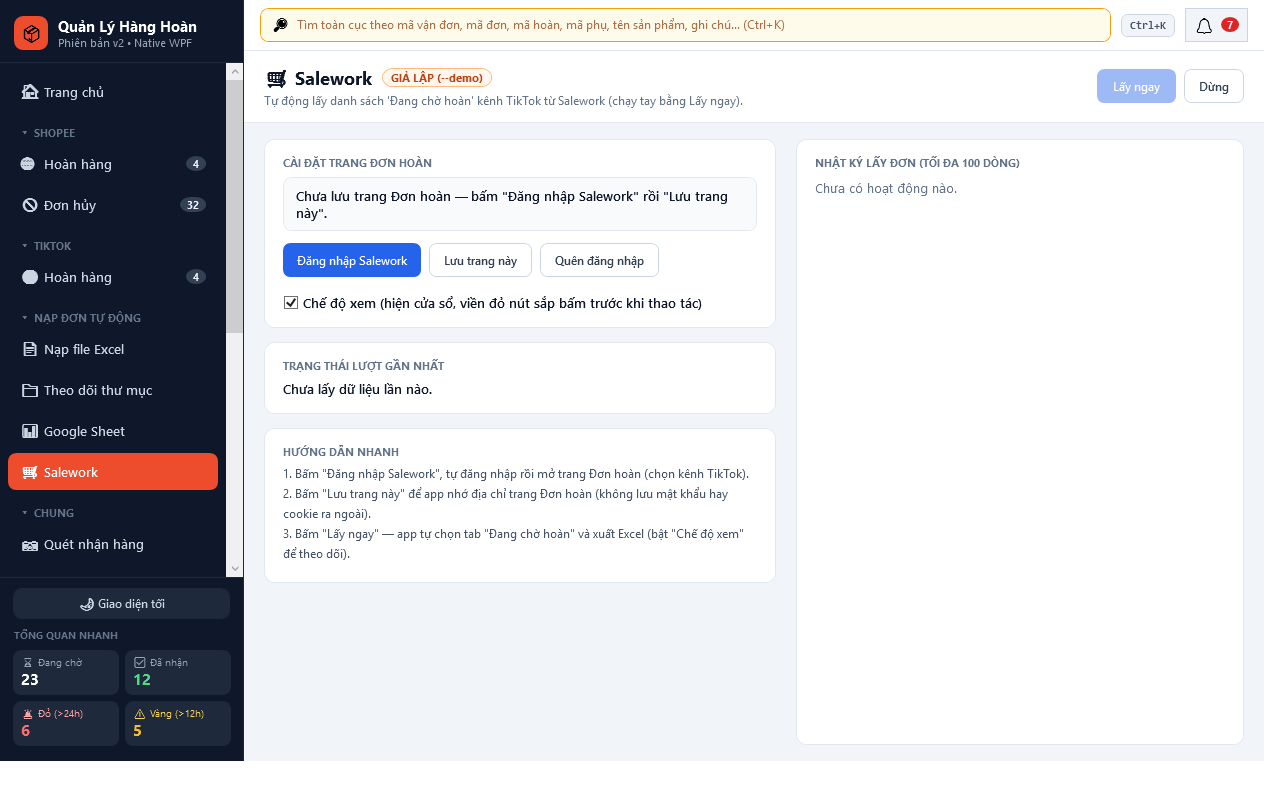 Quản Lý Hàng Hoàn
Phiên bản v2 • Native WPF
Trang chủ
SHOPEE
Hoàn hàng 4
Đơn hủy 32
TIKTOK
Hoàn hàng 4
NẠP ĐƠN TỰ ĐỘNG
Nạp file Excel
Theo dõi thư mục
Google Sheet
Salework
CHUNG
Quét nhận hàng
Giao diện tối
TỔNG QUAN NHANH
Đang chờ
23
Đã nhận
12
Đỏ (>24h)
6
Vàng (>12h)
5
Tìm toàn cục theo mã vận đơn, mã đơn, mã hoàn, mã phụ, tên sản phẩm, ghi chú... (Ctrl+K)
Ctrl+K
7
Salework GIẢ LẬP (--demo)
Tự động lấy danh sách 'Đang chờ hoàn' kênh TikTok từ Salework (chạy tay bằng Lấy ngay).
Lấy ngay
Dừng
CÀI ĐẶT TRANG ĐƠN HOÀN
Chưa lưu trang Đơn hoàn — bấm "Đăng nhập Salework" rồi "Lưu trang
này".
Đăng nhập Salework
Lưu trang này
Quên đăng nhập
Chế độ xem (hiện cửa sổ, viền đỏ nút sắp bấm trước khi thao tác)
TRẠNG THÁI LƯỢT GẦN NHẤT
Chưa lấy dữ liệu lần nào.
HƯỚNG DẪN NHANH
1. Bấm "Đăng nhập Salework", tự đăng nhập rồi mở trang Đơn hoàn (chọn kênh TikTok).
2. Bấm "Lưu trang này" để app nhớ địa chỉ trang Đơn hoàn (không lưu mật khẩu hay
cookie ra ngoài).
3. Bấm "Lấy ngay" — app tự chọn tab "Đang chờ hoàn" và xuất Excel (bật "Chế độ xem"
để theo dõi).
NHẬT KÝ LẤY ĐƠN (TỐI ĐA 100 DÒNG)
Chưa có hoạt động nào.